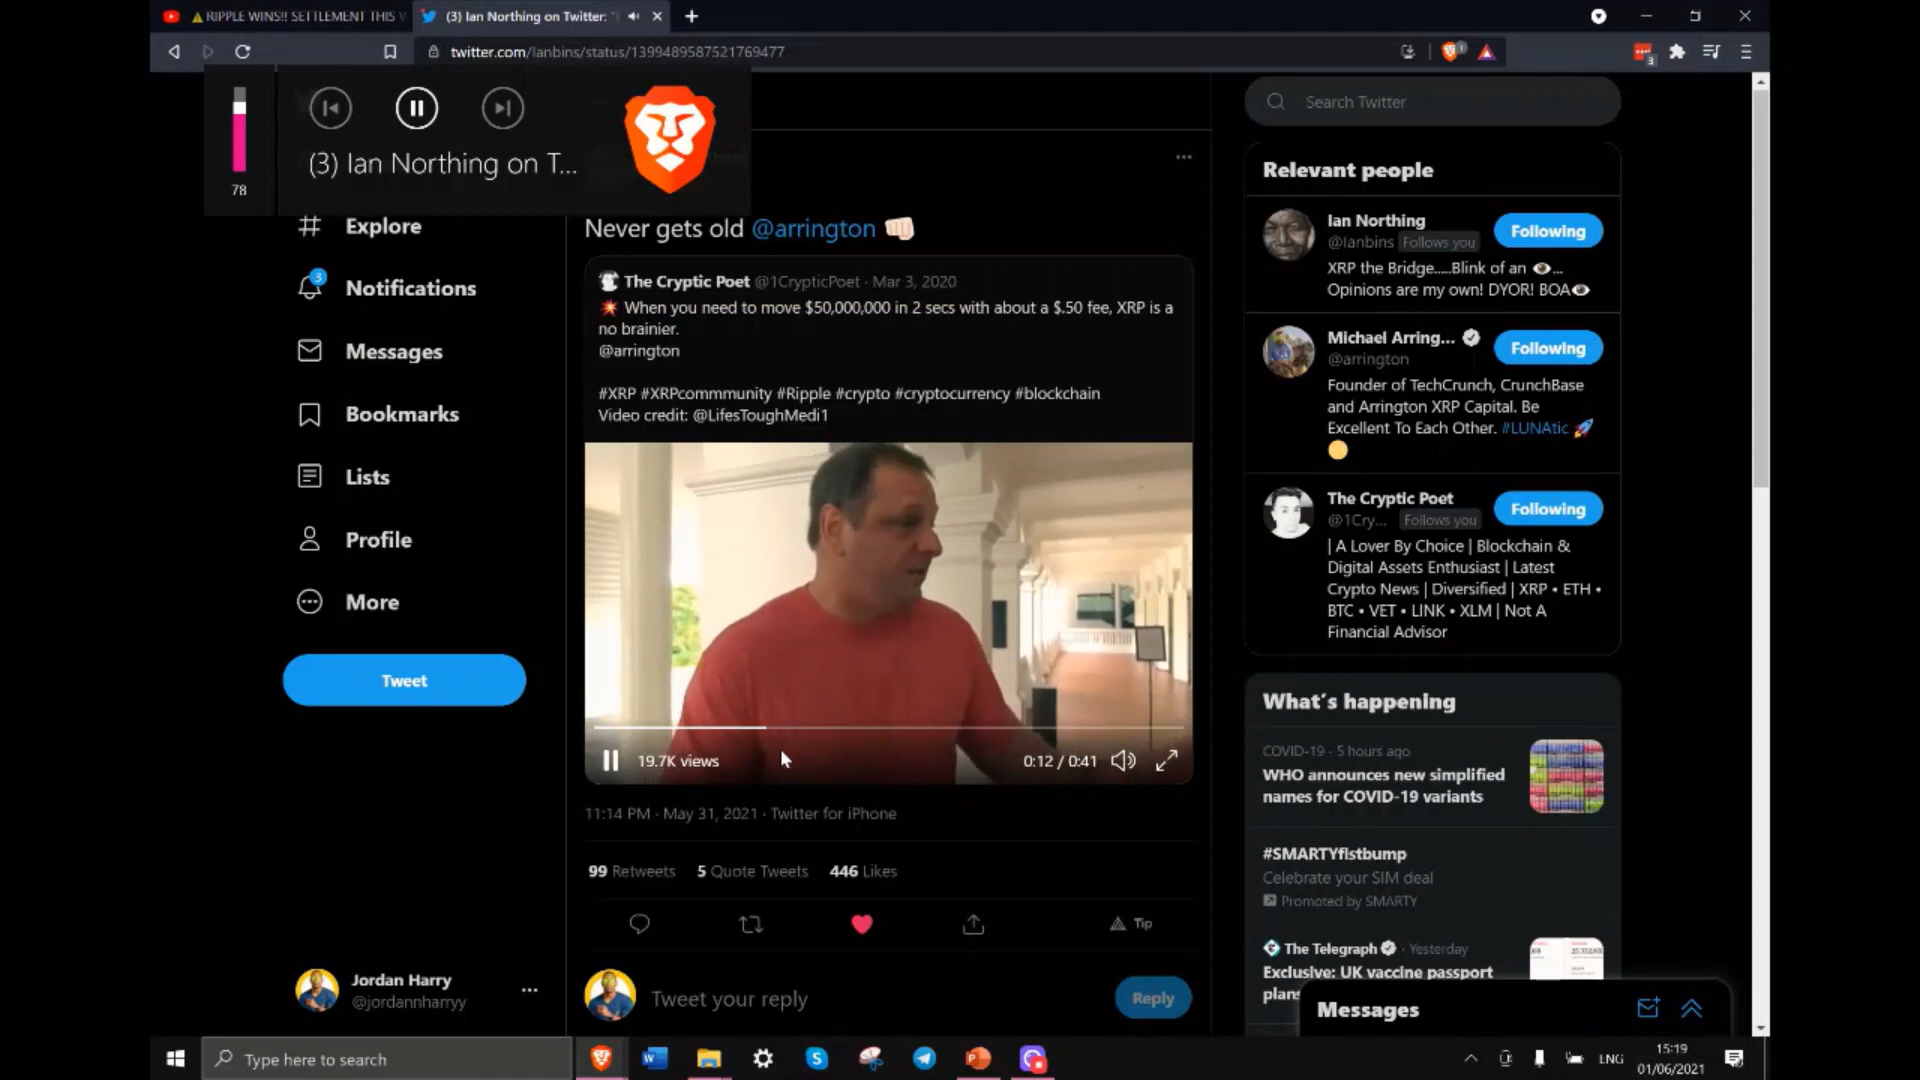 RIPPLE WINS!! SETTLEMENT THIS
(3) Ian Northing on Twitter: "
twitter.com/Ianbins/status/1399489587521769477
78
(3) Ian Northing on T...
Explore
3
Notifications
Messages
Bookmarks
Lists
Profile
More
Tweet
Jordan Harry
@jordannharryy
Never gets old @arrington
The Cryptic Poet @1CrypticPoet · Mar 3, 2020
When you need to move $50,000,000 in 2 secs with about a $.50 fee, XRP is a
no brainier.
@arrington
#XRP #XRPcommmunity #Ripple #crypto #cryptocurrency #blockchain
Video credit: @LifesToughMedi1
19.7K views
0:12 / 0:41
11:14 PM · May 31, 2021 · Twitter for iPhone
99 Retweets 5 Quote Tweets 446 Likes
Tip
Tweet your reply
Reply
Search Twitter
Relevant people
Ian Northing
@Ianbins Follows you
Following
XRP the Bridge.....Blink of an 👁...
Opinions are my own! DYOR! BOA👁
Michael Arring...
@arrington
Following
Founder of TechCrunch, CrunchBase
and Arrington XRP Capital. Be
Excellent To Each Other. #LUNAtic
The Cryptic Poet
@1Cry... Follows you
Following
| A Lover By Choice | Blockchain &
Digital Assets Enthusiast | Latest
Crypto News | Diversified | XRP • ETH •
BTC • VET • LINK • XLM | Not A
Financial Advisor
What's happening
COVID-19 · 5 hours ago
WHO announces new simplified
names for COVID-19 variants
#SMARTYfistbump
Celebrate your SIM deal
Promoted by SMARTY
The Telegraph · Yesterday
Exclusive: UK vaccine passport
plans
Messages
Type here to search
ENG
15:19
01/06/2021